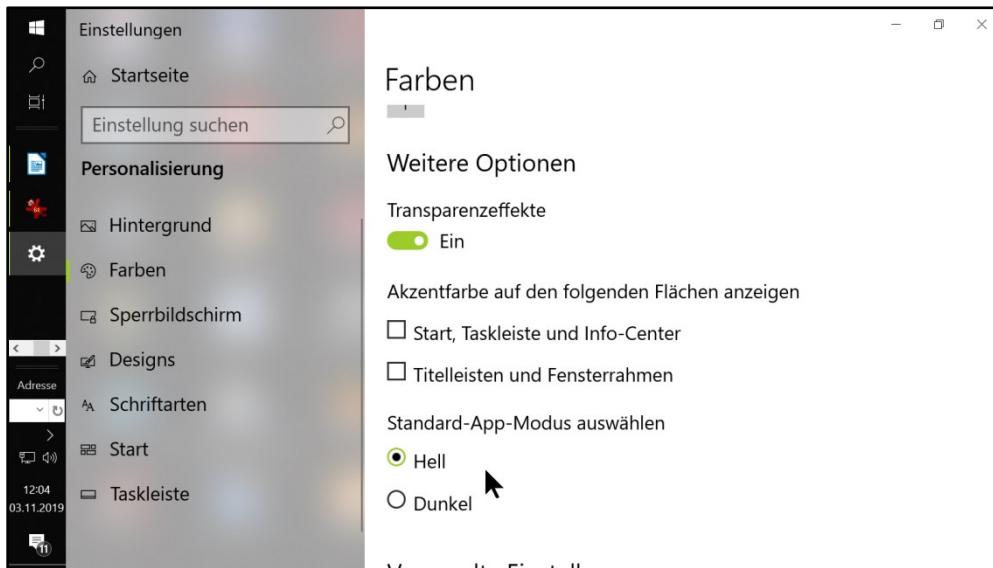 Einstellungen
Startseite
Einstellung suchen
Personalisierung
Hintergrund
Farben
Sperrbildschirm
Designs
Schriftarten
Start
Taskleiste
Adresse
12:04
03.11.2019
11
Farben
Weitere Optionen
Transparenzeffekte
Ein
Akzentfarbe auf den folgenden Flächen anzeigen
Start, Taskleiste und Info-Center
Titelleisten und Fensterrahmen
Standard-App-Modus auswählen
Hell
Dunkel